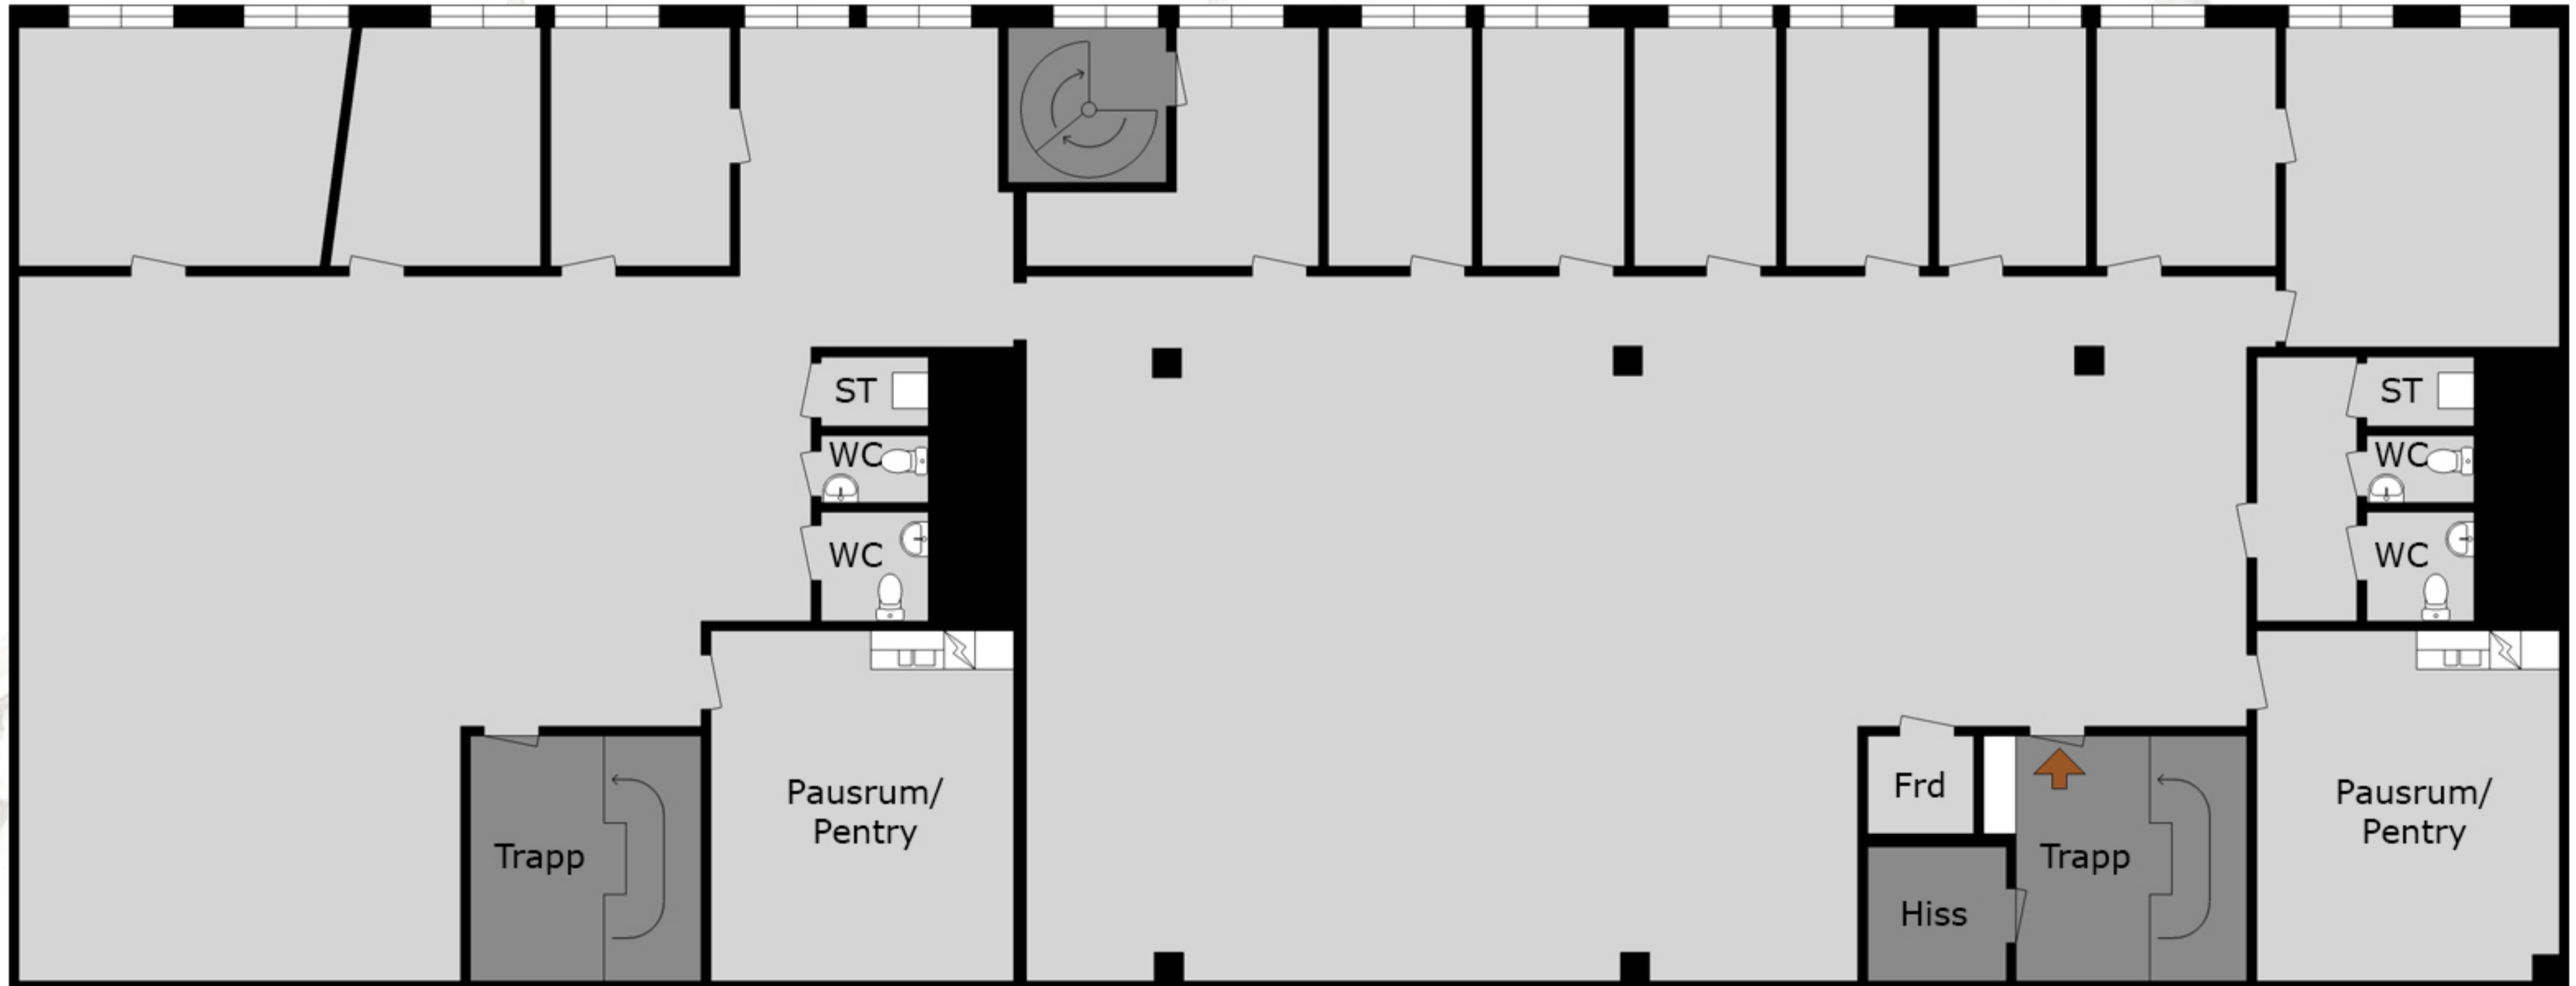 ST
ST
WC
WC
WC
WC
Pausrum/
Pentry
Pausrum/
Pentry
Frd
Trapp
Trapp
Hiss